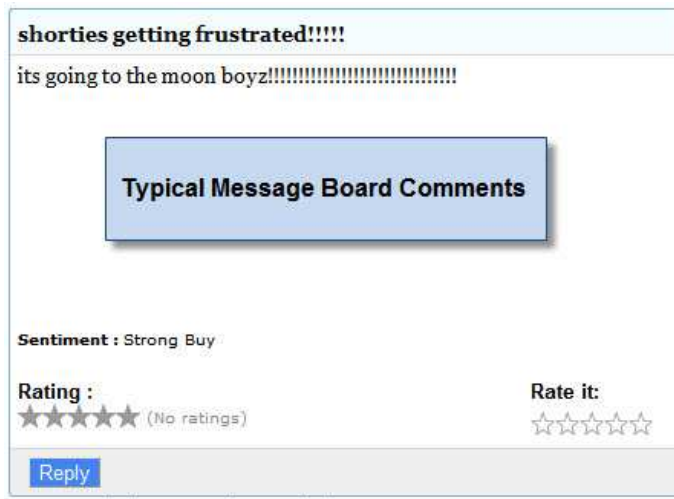 shorties getting frustrated!!!!!
its going to the moon boyz!!!!!!!!!!!!!!!!!!!!!!!!!!!!!!!
Typical Message Board Comments
Sentiment : Strong Buy
Rating :
Rate it:
(No ratings)
Reply